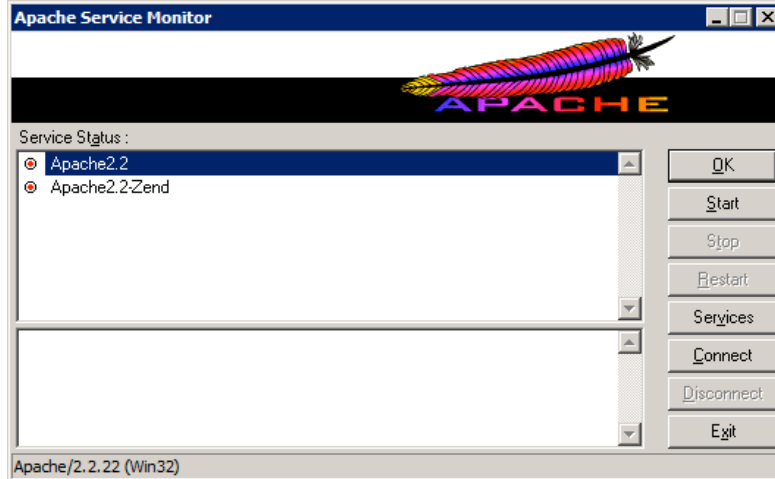 Apache Service Monitor
APACHE
Service Status :
Apache2.2
Apache2.2-Zend
OK
Start
Stop
Restart
Services
Connect
Disconnect
Exit
Apache/2.2.22 (Win32)